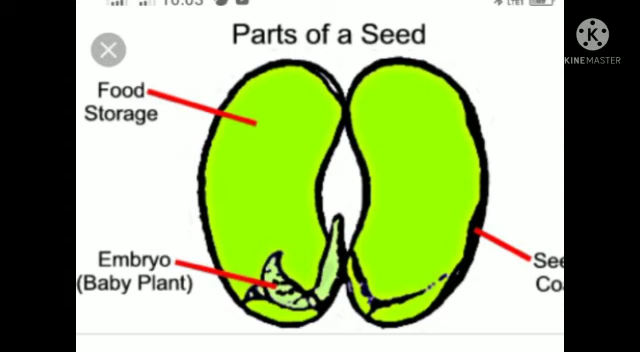 Parts of a Seed
Food
Storage
Embryo
(Baby Plant)
K
KINEMASTER